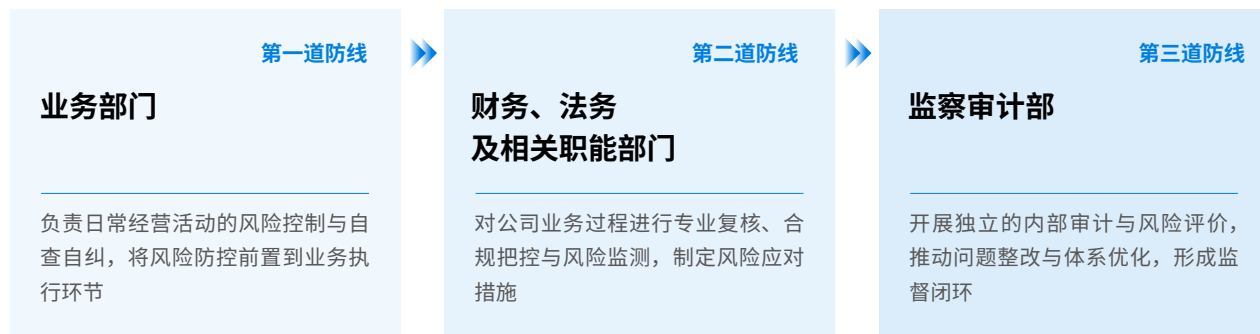 第一道防线
业务部门
负责日常经营活动的风险控制与自
查自纠，将风险防控前置到业务执
行环节
第二道防线
财务、法务
及相关职能部门
对公司业务过程进行专业复核、合
规把控与风险监测，制定风险应对
措施
第三道防线
监察审计部
开展独立的内部审计与风险评价，
推动问题整改与体系优化，形成监
督闭环